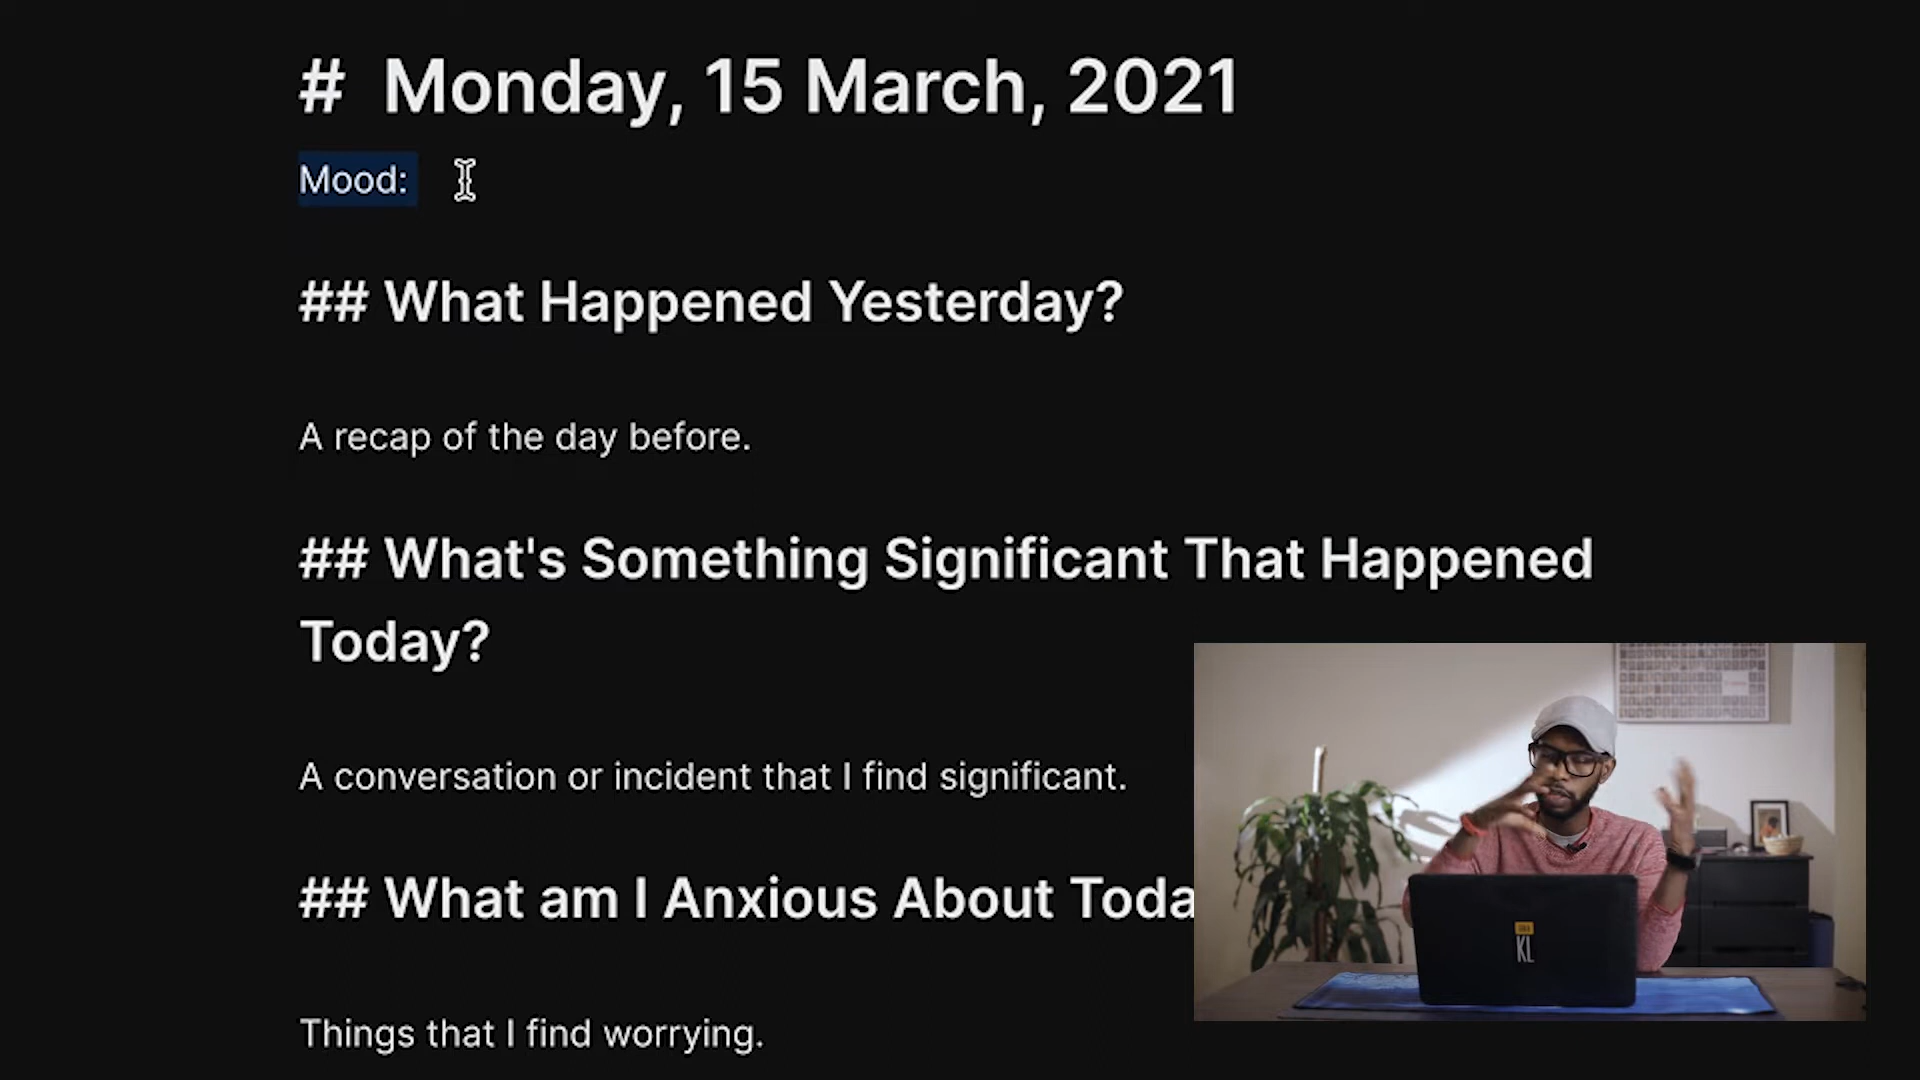 # Monday, 15 March, 2021
Mood:
## What Happened Yesterday?
A recap of the day before.
## What's Something Significant That Happened
Today?
A conversation or incident that I find significant.
## What am I Anxious About Toda
Things that I find worrying.
KL